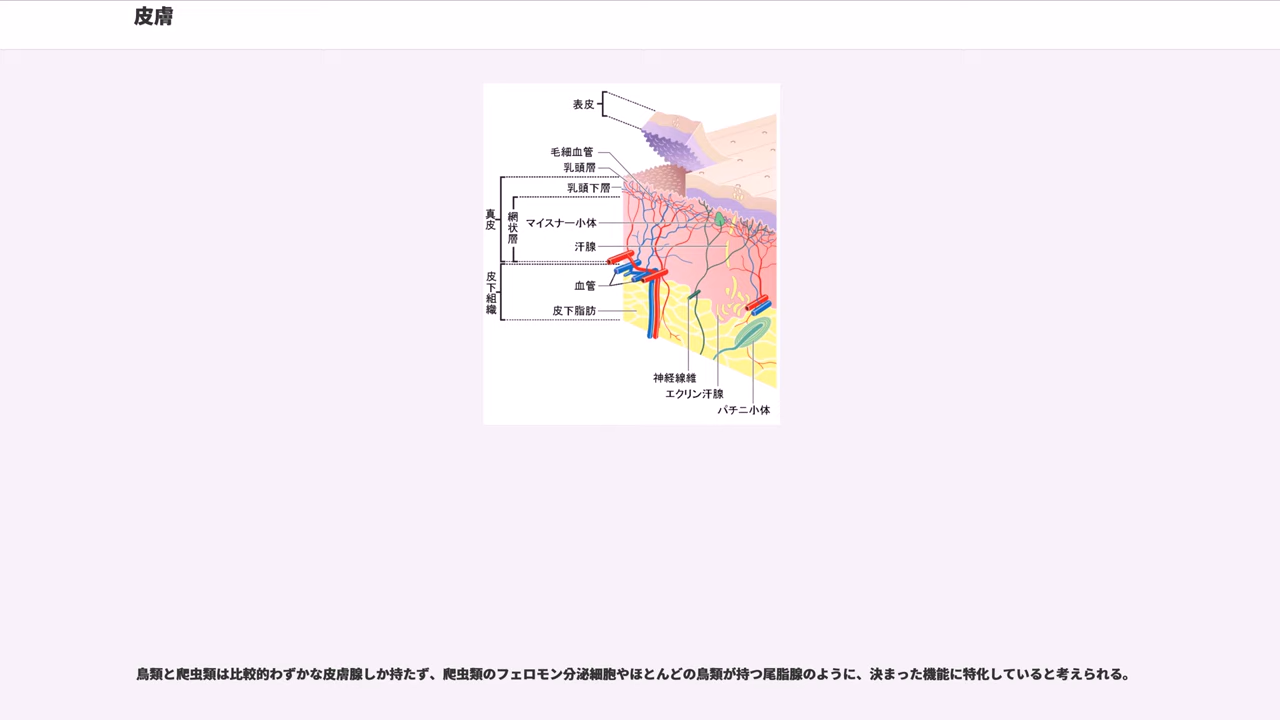 皮膚
表皮
毛細血管
乳頭層
乳頭下層
真皮
網状層
マイスナー小体
汗腺
皮下組織
血管
皮下脂肪
神経線維
エクリン汗腺
パチニ小体
鳥類と爬虫類は比較的わずかな皮膚腺しか持たず、爬虫類のフェロモン分泌細胞やほとんどの鳥類が持つ尾脂腺のように、決まった機能に特化していると考えられる。